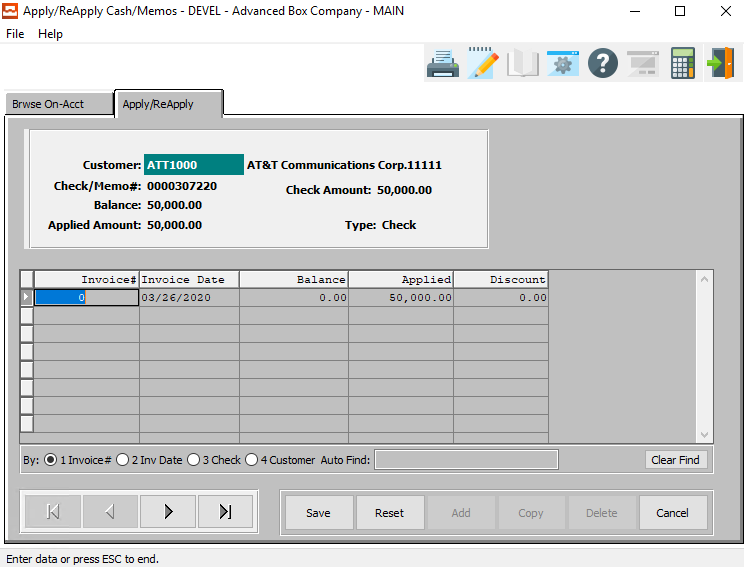 Apply/ReApply Cash/Memos - DEVEL - Advanced Box Company - MAIN
File Help
Brwse On-Acct Apply/ReApply
Customer: ATT1000 AT&T Communications Corp.11111
Check/Memo#: 0000307220 Check Amount: 50,000.00
Balance: 50,000.00
Applied Amount: 50,000.00 Type: Check
Invoice# Invoice Date Balance Applied Discount
0 03/26/2020 0.00 50,000.00 0.00
By: 1 Invoice# 2 Inv Date 3 Check 4 Customer Auto Find: Clear Find
Save Reset Add Copy Delete Cancel
Enter data or press ESC to end.